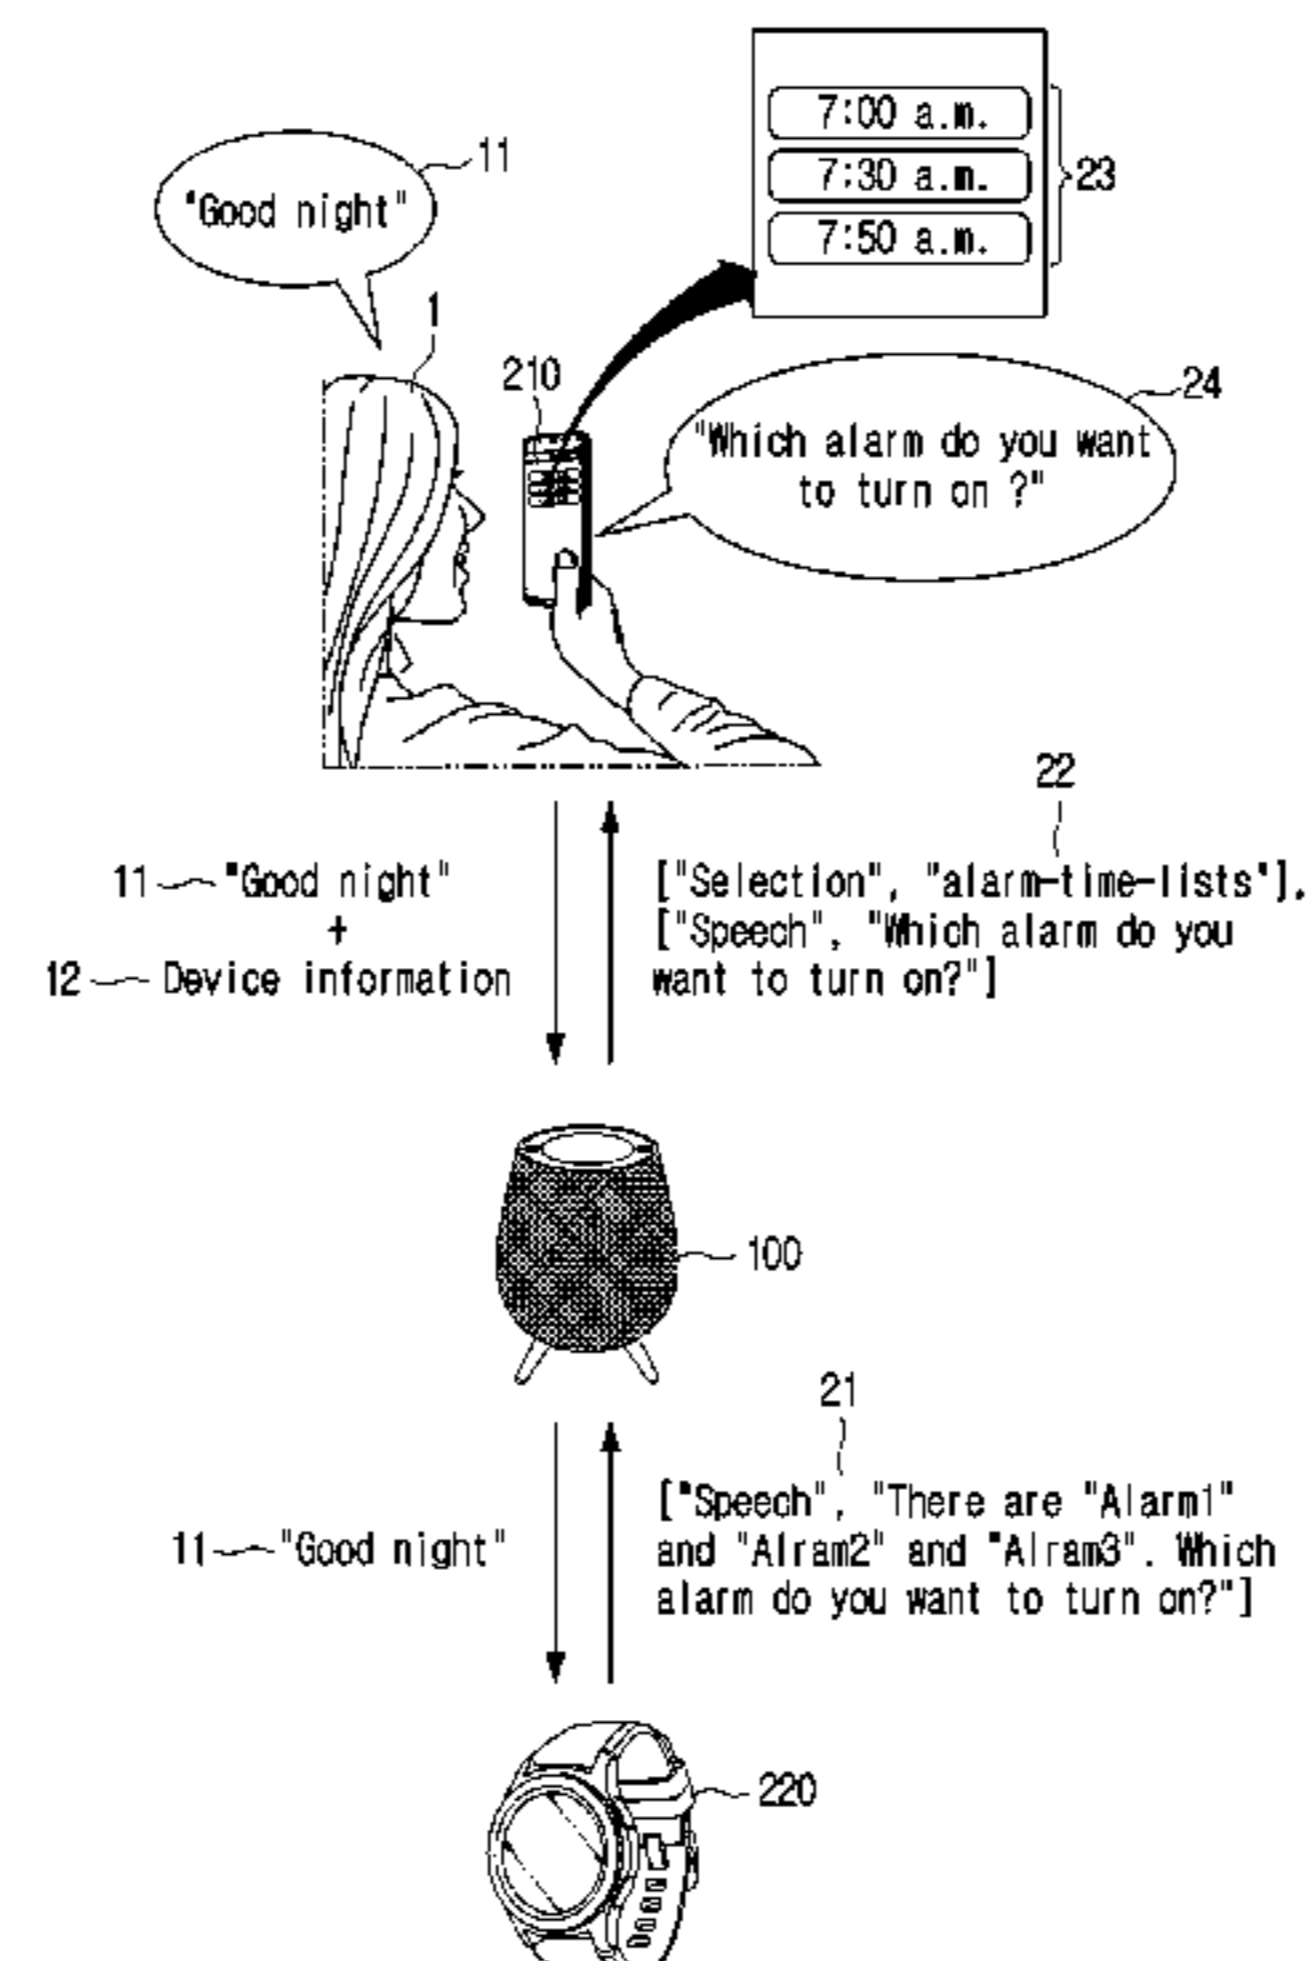 7:00 a.m.
7:30 a.m.
7:50 a.m.
23
11
"Good night"
1
210
24
"Which alarm do you want
to turn on ?"
22
11 "Good night"
+
12 Device information
["Selection", "alarm-time-lists"],
["Speech", "Which alarm do you
want to turn on?"]
100
21
11 "Good night"
["Speech", "There are "Alarm1"
and "Alram2" and "Alram3". Which
alarm do you want to turn on?"]
220